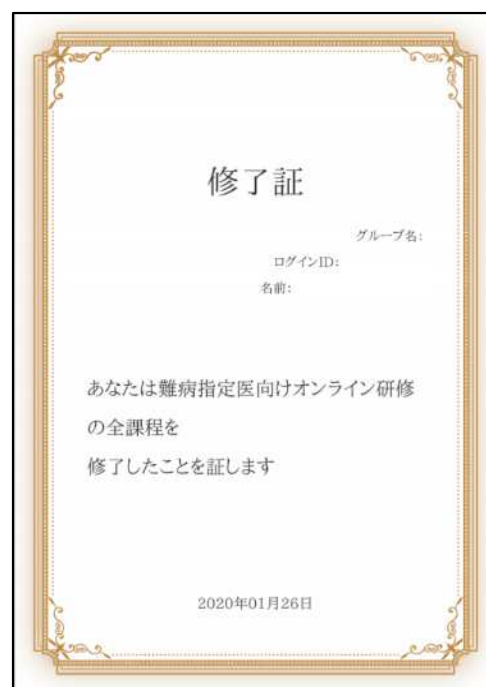 修了証
グループ名:
ログインID:
名前:
あなたは難病指定医向けオンライン研修
の全課程を
修了したことを証します
2020年01月26日